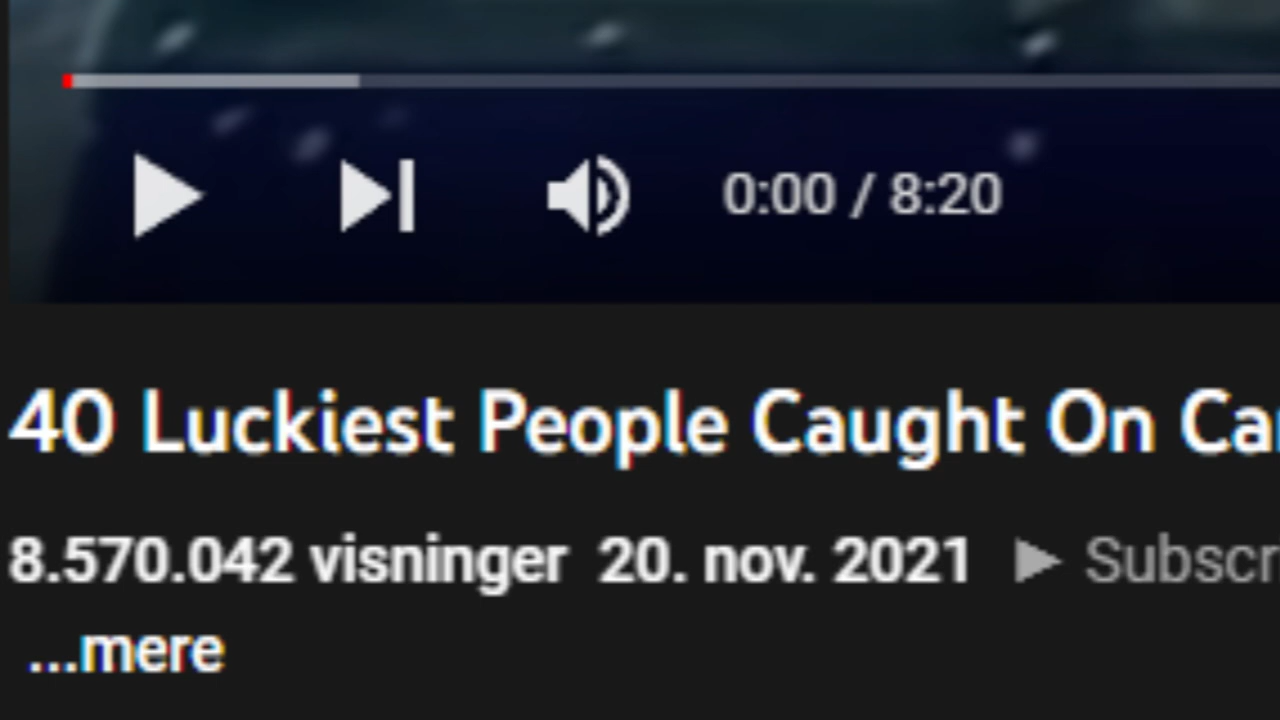 0:00 / 8:20
40 Luckiest People Caught On
8.570.042 visninger 20. nov. 2021
...mere